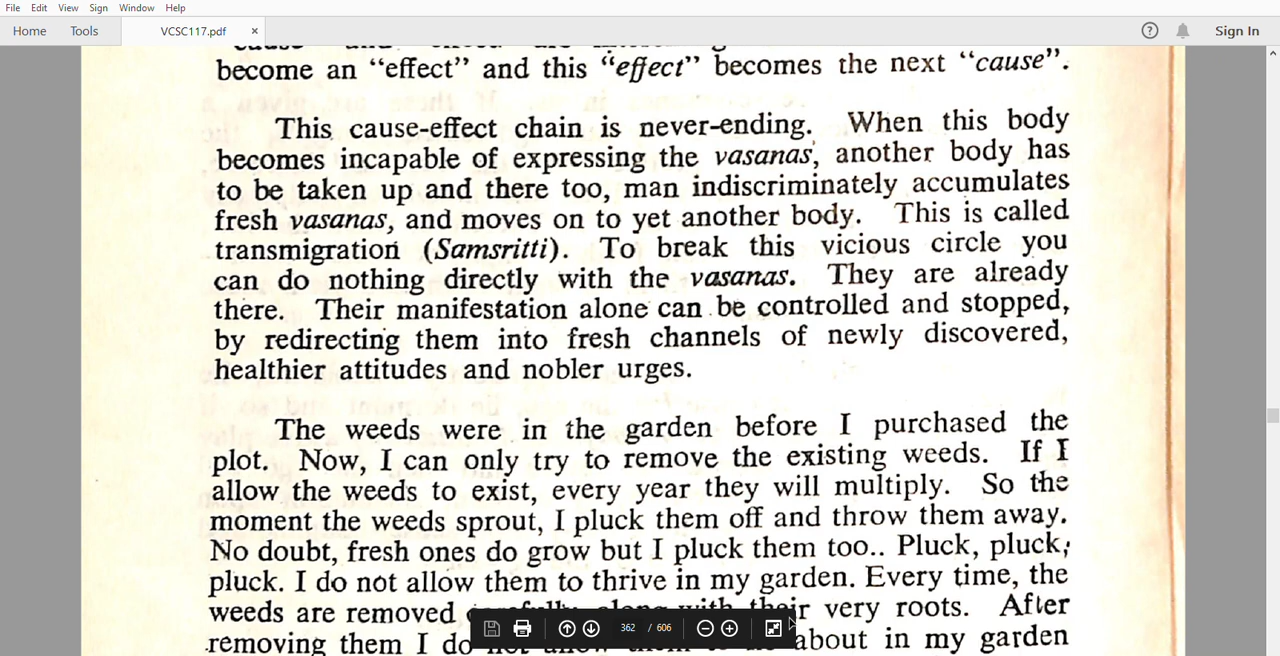 File Edit View Sign Window Help
Home Tools VCSC117.pdf × ? Sign In
become an “effect” and this “effect” becomes the next “cause”.
This cause-effect chain is never-ending. When this body
becomes incapable of expressing the vasanas, another body has
to be taken up and there too, man indiscriminately accumulates
fresh vasanas, and moves on to yet another body. This is called
transmigration (Samsritti). To break this vicious circle you
can do nothing directly with the vasanas. They are already
there. Their manifestation alone can be controlled and stopped,
by redirecting them into fresh channels of newly discovered,
healthier attitudes and nobler urges.
The weeds were in the garden before I purchased the
plot. Now, I can only try to remove the existing weeds. If I
allow the weeds to exist, every year they will multiply. So the
moment the weeds sprout, I pluck them off and throw them away.
No doubt, fresh ones do grow but I pluck them too.. Pluck, pluck,
pluck. I do not allow them to thrive in my garden. Every time, the
weeds are removed their very roots. After
removing them I do about in my garden
362 / 606